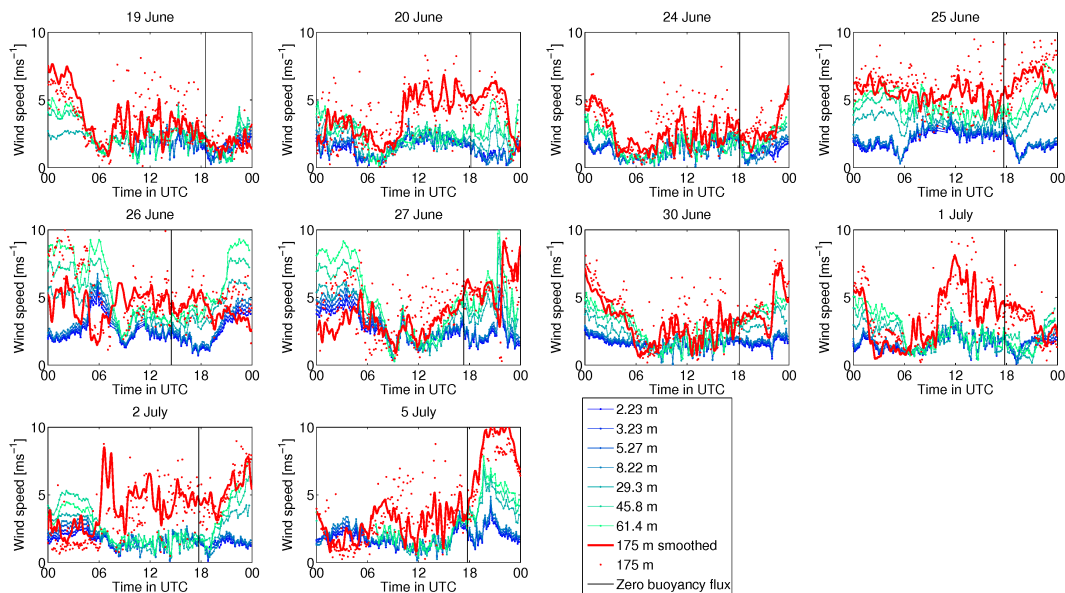 19 June
20 June
24 June
25 June
Wind speed [ms⁻¹]
10
5
0
00 06 12 18 00
Time in UTC
Wind speed [ms⁻¹]
10
5
0
00 06 12 18 00
Time in UTC
Wind speed [ms⁻¹]
10
5
0
00 06 12 18 00
Time in UTC
Wind speed [ms⁻¹]
10
5
0
00 06 12 18 00
Time in UTC
26 June
27 June
30 June
1 July
Wind speed [ms⁻¹]
10
5
0
00 06 12 18 00
Time in UTC
Wind speed [ms⁻¹]
10
5
0
00 06 12 18 00
Time in UTC
Wind speed [ms⁻¹]
10
5
0
00 06 12 18 00
Time in UTC
Wind speed [ms⁻¹]
10
5
0
00 06 12 18 00
Time in UTC
2 July
5 July
Wind speed [ms⁻¹]
10
5
0
00 06 12 18 00
Time in UTC
Wind speed [ms⁻¹]
10
5
0
00 06 12 18 00
Time in UTC
2.23 m
3.23 m
5.27 m
8.22 m
29.3 m
45.8 m
61.4 m
175 m smoothed
175 m
Zero buoyancy flux